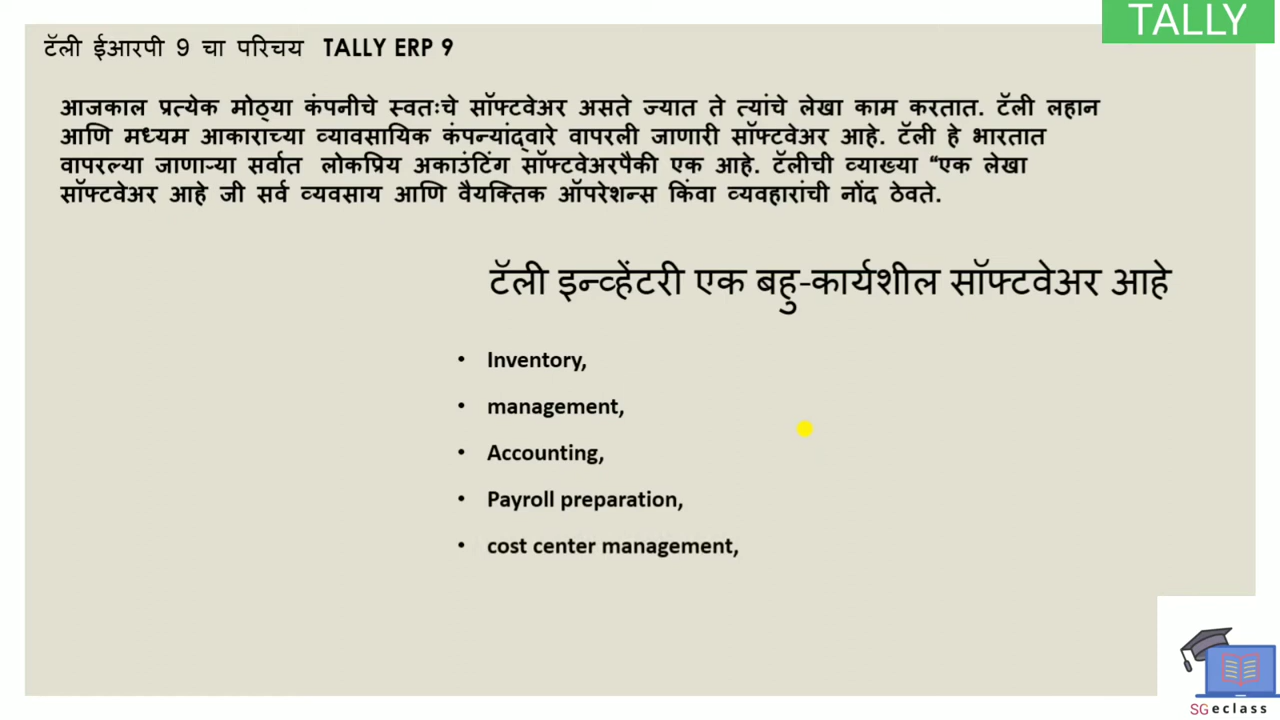 TALLY
टॅली ईआरपी 9 चा परिचय TALLY ERP 9
आजकाल प्रत्येक मोठ्या कंपनीचे स्वतःचे सॉफ्टवेअर असते ज्यात ते त्यांचे लेखा काम करतात. टॅली लहान
आणि मध्यम आकाराच्या व्यावसायिक कंपन्यांद्वारे वापरली जाणारी सॉफ्टवेअर आहे. टॅली हे भारतात
वापरल्या जाणाऱ्या सर्वात लोकप्रिय अकाउंटिंग सॉफ्टवेअरपैकी एक आहे. टॅलीची व्याख्या “एक लेखा
सॉफ्टवेअर आहे जी सर्व व्यवसाय आणि वैयक्तिक ऑपरेशन्स किंवा व्यवहारांची नोंद ठेवते.
टॅली इन्व्हेंटरी एक बहु-कार्यशील सॉफ्टवेअर आहे
• Inventory,
• management,
• Accounting,
• Payroll preparation,
• cost center management,
SGeclass